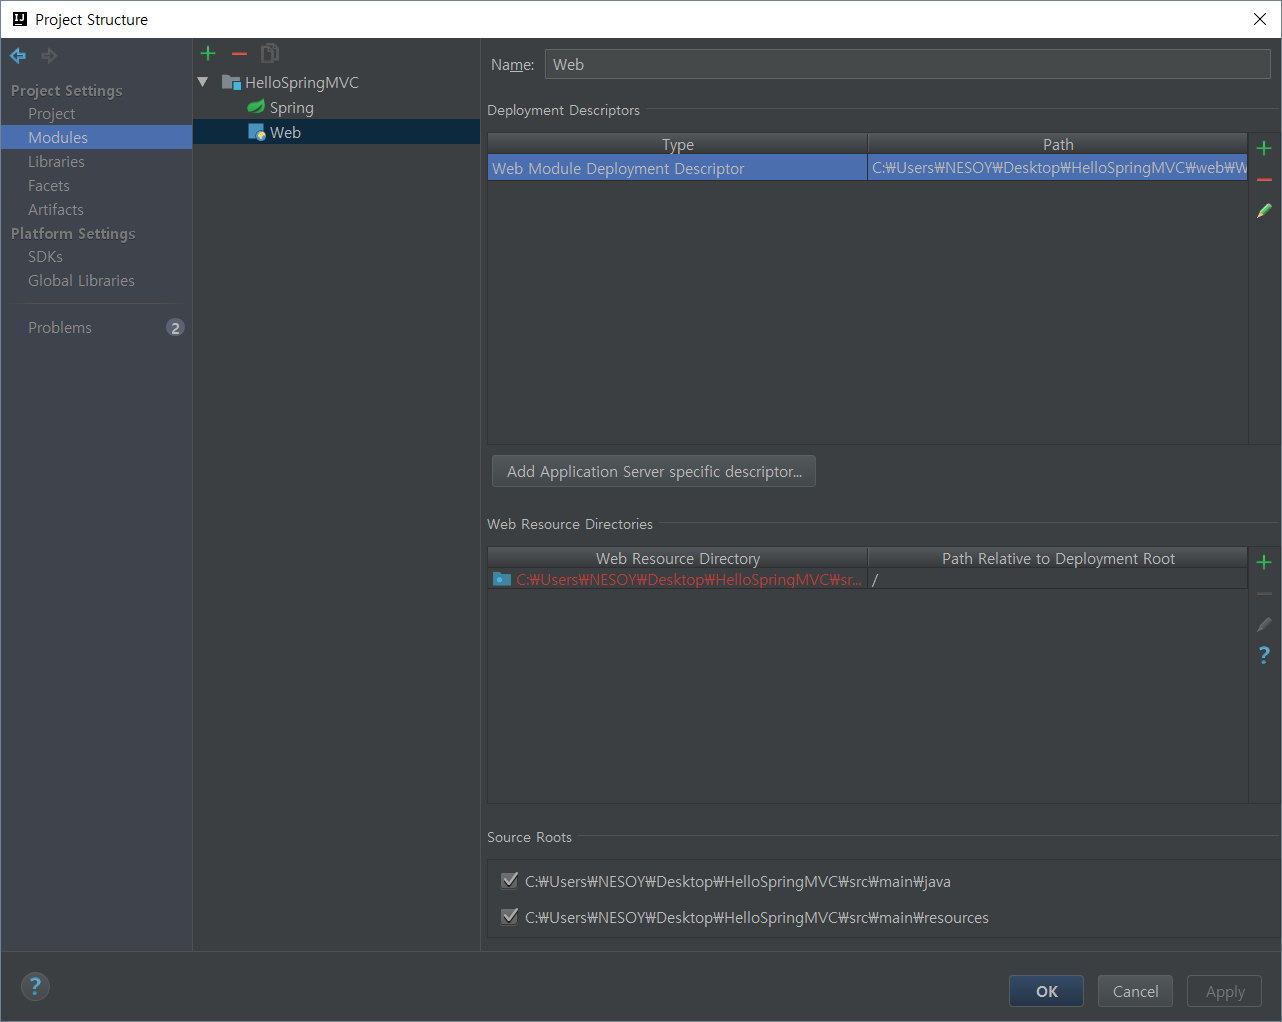 Project Structure
Project Settings
Project
Modules
Libraries
Facets
Artifacts
Platform Settings
SDKs
Global Libraries
Problems 2
HelloSpringMVC
Spring
Web
Name: Web
Deployment Descriptors
Type Path
Web Module Deployment Descriptor C:₩Users₩NESOY₩Desktop₩HelloSpringMVC₩web₩W
Add Application Server specific descriptor...
Web Resource Directories
Web Resource Directory Path Relative to Deployment Root
C:₩Users₩NESOY₩Desktop₩HelloSpringMVC₩sr... /
Source Roots
C:₩Users₩NESOY₩Desktop₩HelloSpringMVC₩src₩main₩java
C:₩Users₩NESOY₩Desktop₩HelloSpringMVC₩src₩main₩resources
OK Cancel Apply